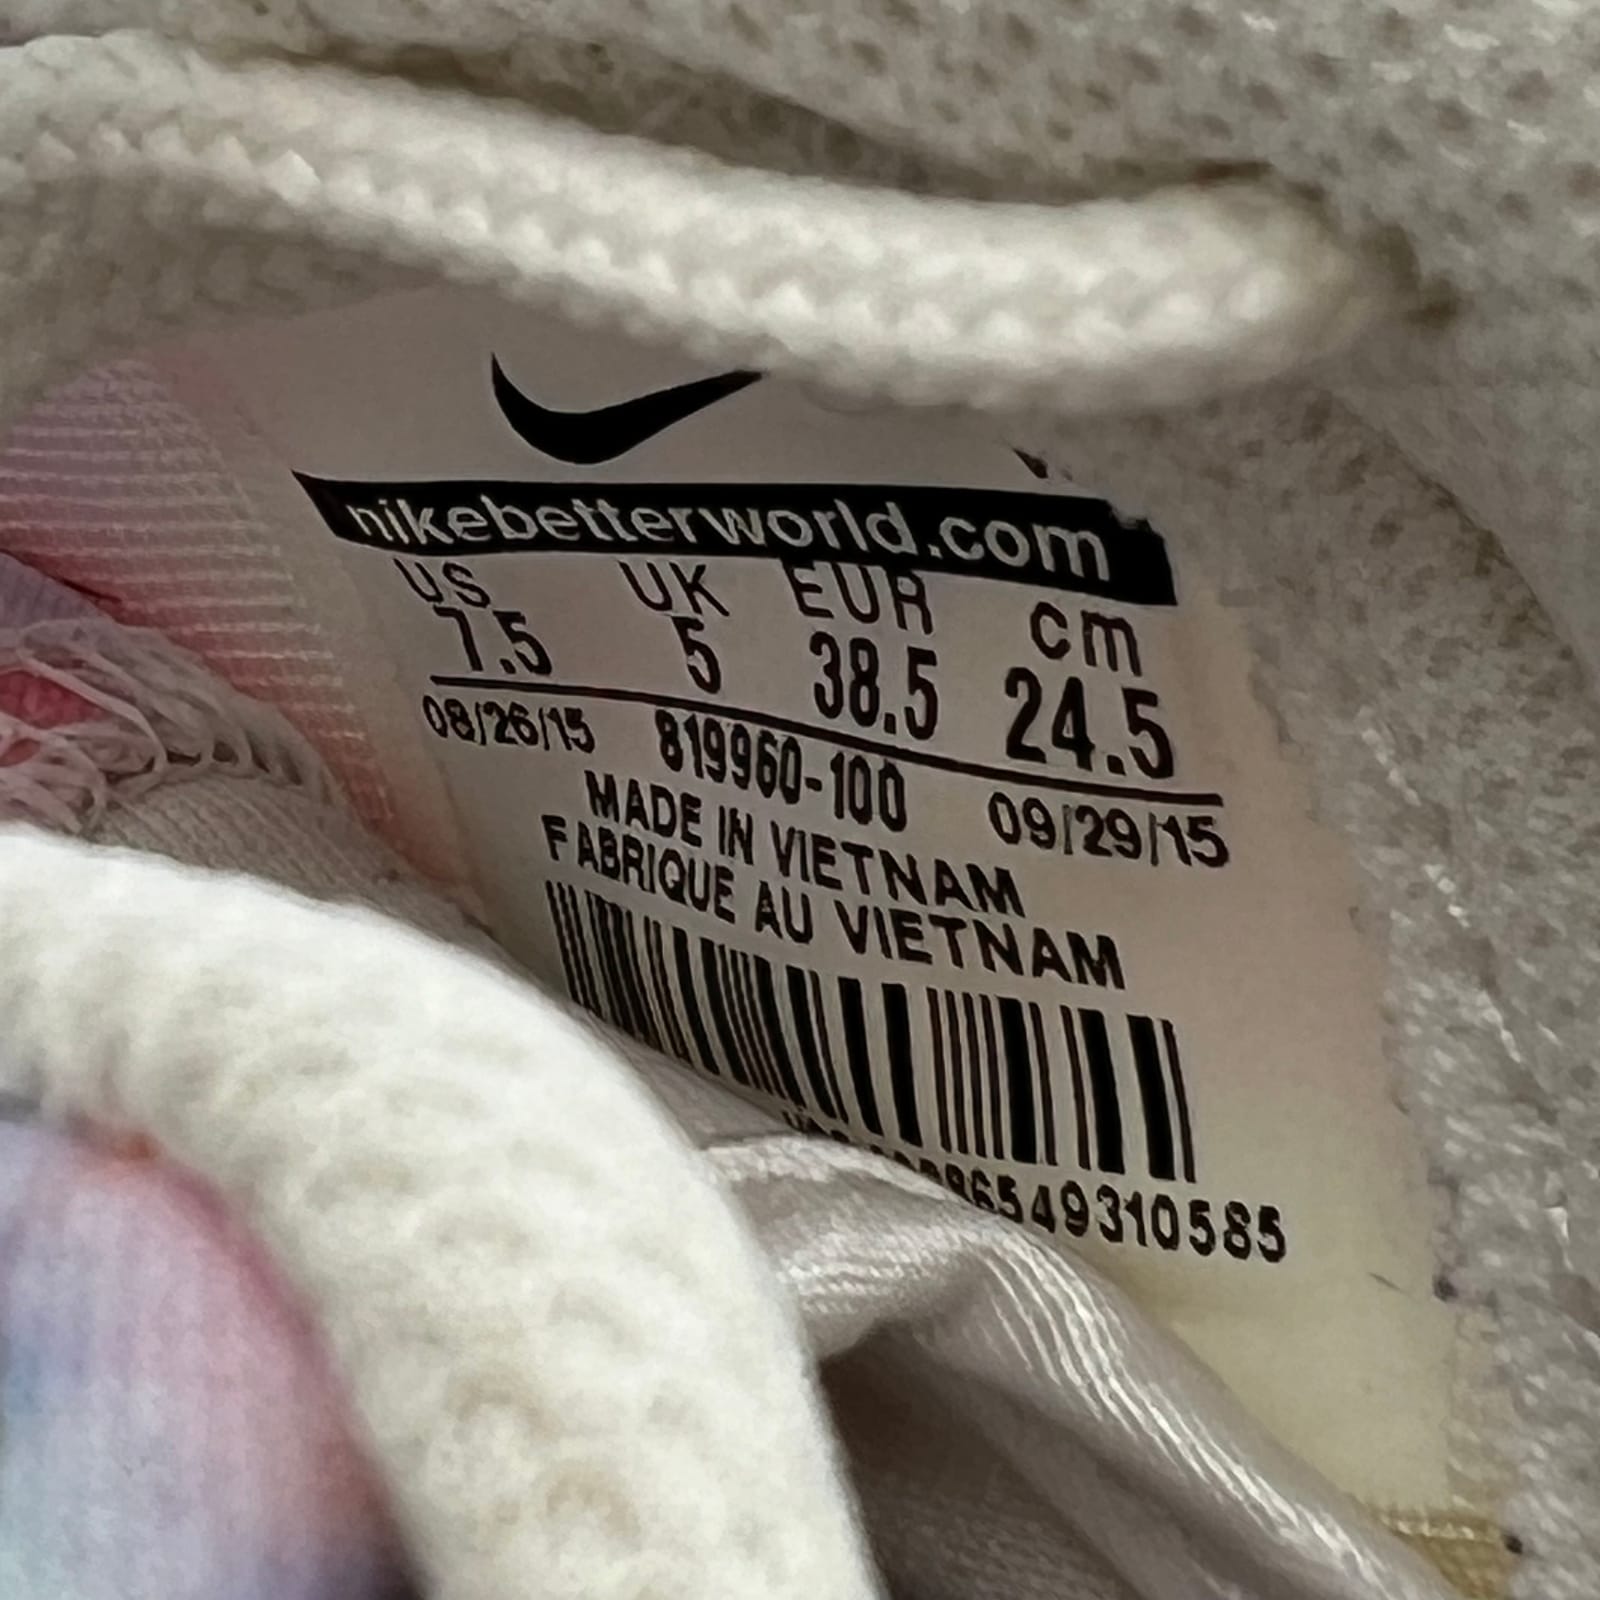 nikebetterworld.com
US UK EUR cm
7.5 5 38.5 24.5
08/26/15 819960-100 09/29/15
MADE IN VIETNAM
FABRIQUE AU VIETNAM
86549310585